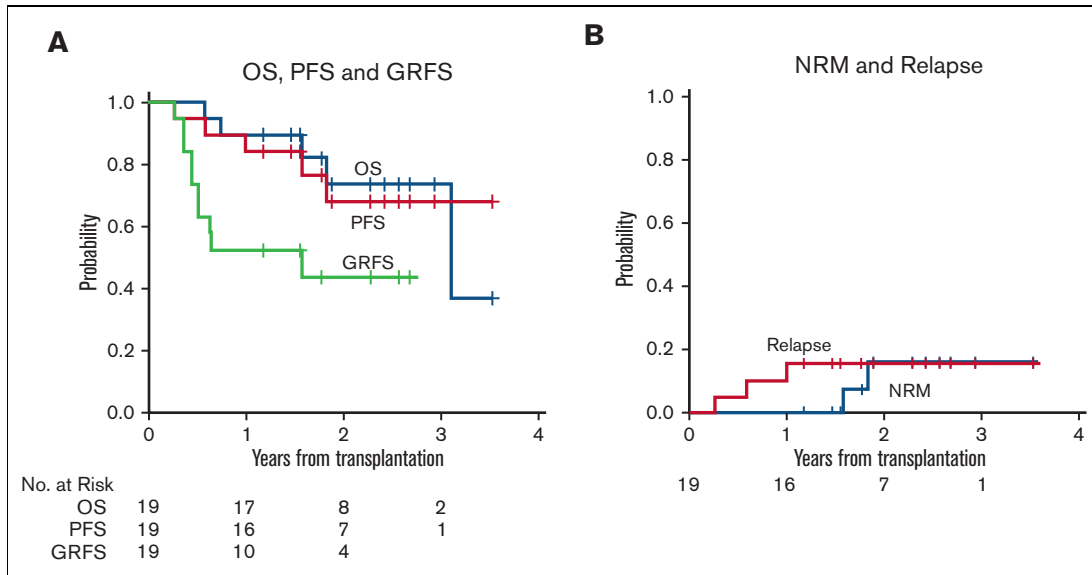 A
OS, PFS and GRFS
1.0
0.8
0.6
0.4
0.2
0.0
Probability
OS
PFS
GRFS
0 1 2 3 4
Years from transplantation
No. at Risk
OS 19 17 8 2
PFS 19 16 7 1
GRFS 19 10 4
B
NRM and Relapse
1.0
0.8
0.6
0.4
0.2
0.0
Probability
Relapse
NRM
0 1 2 3 4
Years from transplantation
19 16 7 1